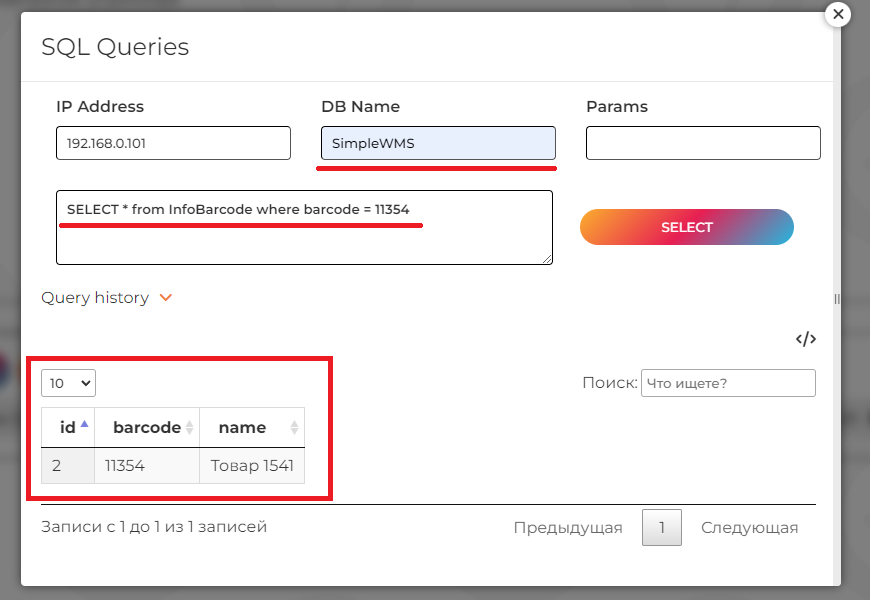 SQL Queries
IP Address
DB Name
Params
192.168.0.101
SimpleWMS
SELECT * from InfoBarcode where barcode = 11354
SELECT
Query history
</>
10
Поиск: Что ищете?
id barcode name
2 11354 Товар 1541
Записи с 1 до 1 из 1 записей
Предыдущая 1 Следующая